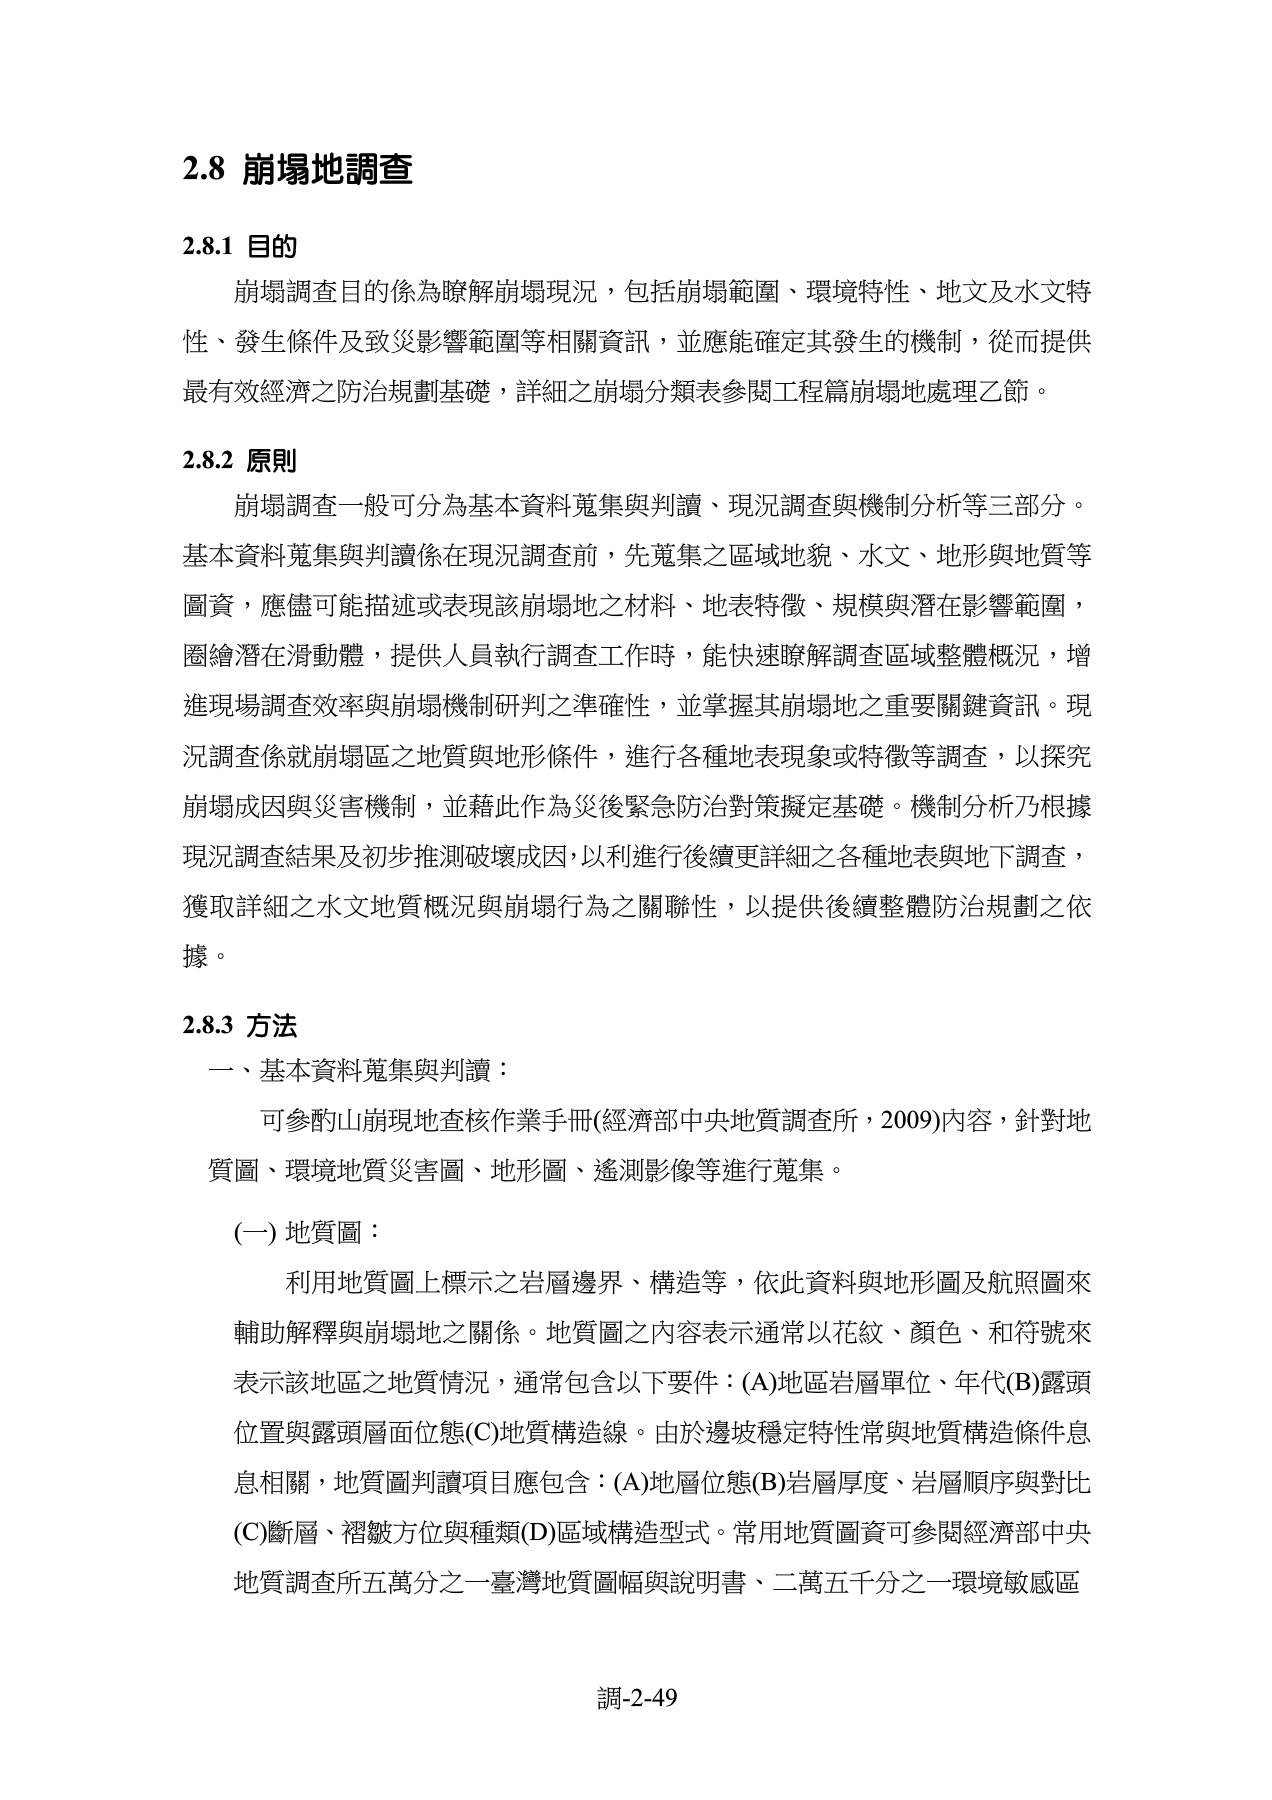 2.8 崩塌地調查
2.8.1 目的
崩塌調查目的係為瞭解崩塌現況，包括崩塌範圍、環境特性、地文及水文特
性、發生條件及致災影響範圍等相關資訊，並應能確定其發生的機制，從而提供
最有效經濟之防治規劃基礎，詳細之崩塌分類表參閱工程篇崩塌地處理乙節。
2.8.2 原則
崩塌調查一般可分為基本資料蒐集與判讀、現況調查與機制分析等三部分。
基本資料蒐集與判讀係在現況調查前，先蒐集之區域地貌、水文、地形與地質等
圖資，應儘可能描述或表現該崩塌地之材料、地表特徵、規模與潛在影響範圍，
圈繪潛在滑動體，提供人員執行調查工作時，能快速瞭解調查區域整體概況，增
進現場調查效率與崩塌機制研判之準確性，並掌握其崩塌地之重要關鍵資訊。現
況調查係就崩塌區之地質與地形條件，進行各種地表現象或特徵等調查，以探究
崩塌成因與災害機制，並藉此作為災後緊急防治對策擬定基礎。機制分析乃根據
現況調查結果及初步推測破壞成因，以利進行後續更詳細之各種地表與地下調查，
獲取詳細之水文地質概況與崩塌行為之關聯性，以提供後續整體防治規劃之依
據。
2.8.3 方法
一、基本資料蒐集與判讀：
可參酌山崩現地查核作業手冊(經濟部中央地質調查所，2009)內容，針對地
質圖、環境地質災害圖、地形圖、遙測影像等進行蒐集。
(一) 地質圖：
利用地質圖上標示之岩層邊界、構造等，依此資料與地形圖及航照圖來
輔助解釋與崩塌地之關係。地質圖之內容表示通常以花紋、顏色、和符號來
表示該地區之地質情況，通常包含以下要件：(A)地區岩層單位、年代(B)露頭
位置與露頭層面位態(C)地質構造線。由於邊坡穩定特性常與地質構造條件息
息相關，地質圖判讀項目應包含：(A)地層位態(B)岩層厚度、岩層順序與對比
(C)斷層、褶皺方位與種類(D)區域構造型式。常用地質圖資可參閱經濟部中央
地質調查所五萬分之一臺灣地質圖幅與說明書、二萬五千分之一環境敏感區
調-2-49